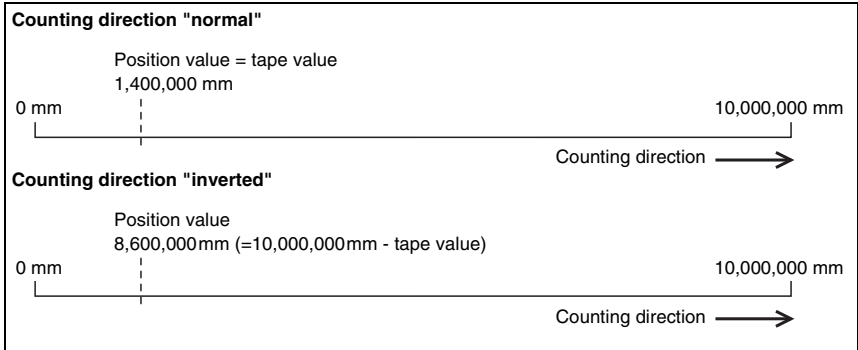 Counting direction "normal"
Position value = tape value
1,400,000 mm
0 mm
10,000,000 mm
Counting direction
Counting direction "inverted"
Position value
8,600,000mm (=10,000,000mm - tape value)
0 mm
10,000,000 mm
Counting direction